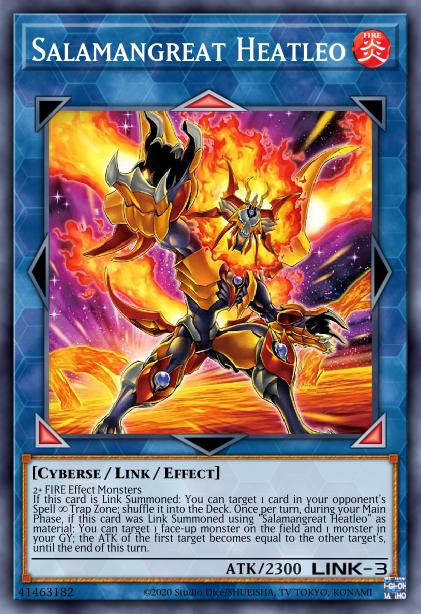 SALAMANGREAT HEATLEO
FIRE
炎
[CYBERSE / LINK / EFFECT]
2+ FIRE Effect Monsters
If this card is Link Summoned: You can target 1 card in your opponent's
Spell ∞ Trap Zone; shuffle it into the Deck. Once per turn, during your Main
Phase, if this card was Link Summoned using "Salamangreat Heatleo" as
material: You can target 1 face-up monster on the field and 1 monster in
your GY; the ATK of the first target becomes equal to the other target's,
until the end of this turn.
ATK/2300 LINK-3
41463182 ©2020 Studio Dice/SHUEISHA, TV TOKYO, KONAMI